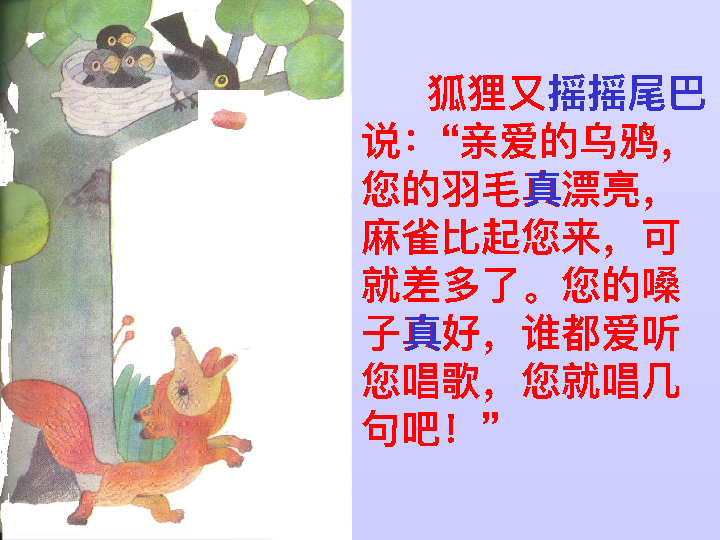 狐狸又摇摇尾巴
说：“亲爱的乌鸦，
您的羽毛真漂亮，
麻雀比起您来，可
就差多了。您的嗓
子真好，谁都爱听
您唱歌，您就唱几
句吧！”